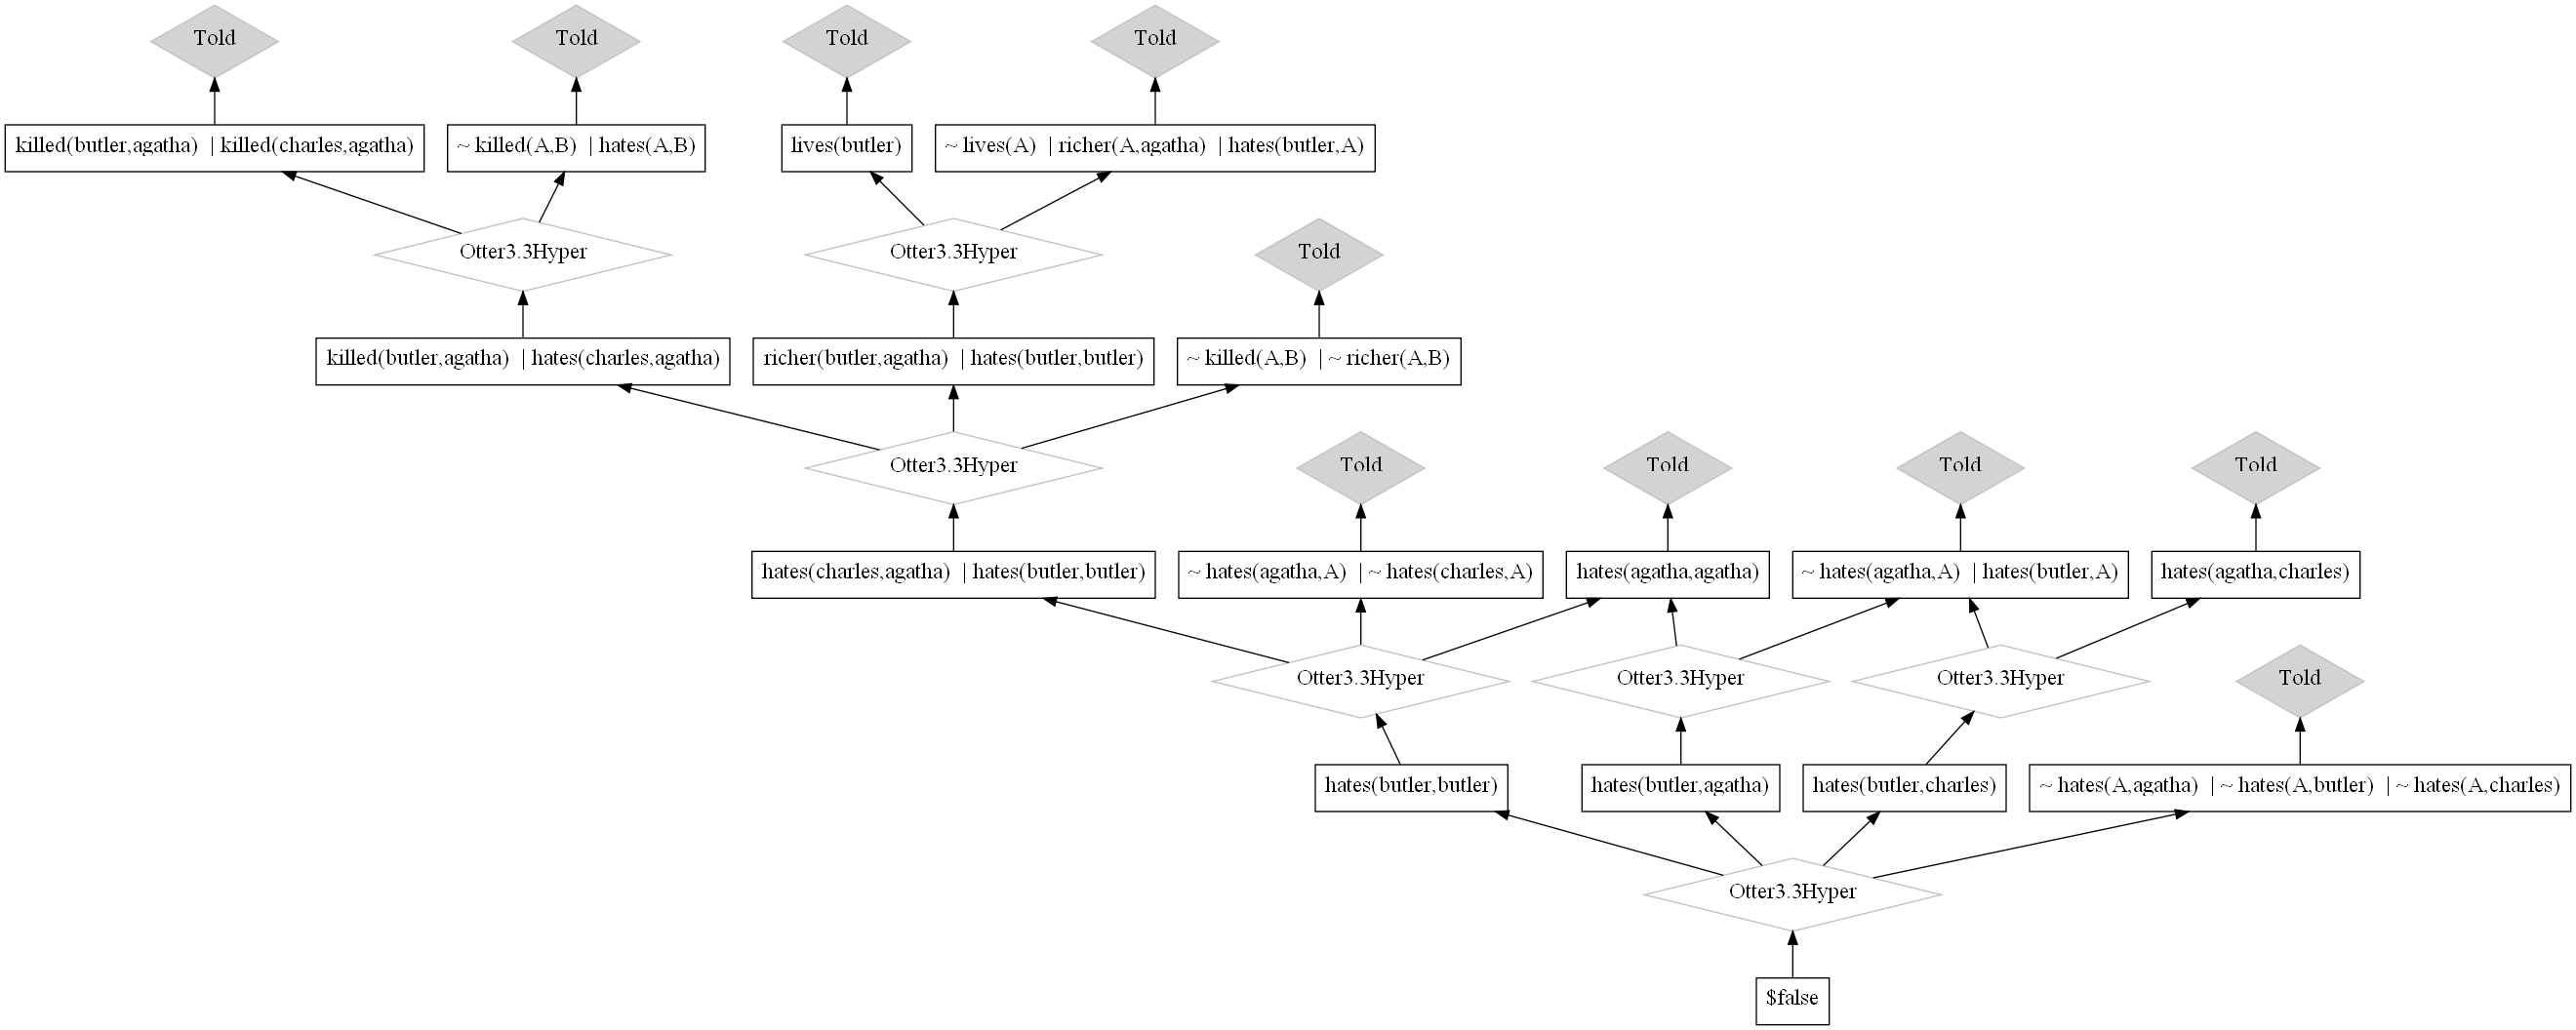 Told
Told
Told
Told
killed(butler,agatha) | killed(charles,agatha)
~ killed(A,B) | hates(A,B)
lives(butler)
~ lives(A) | richer(A,agatha) | hates(butler,A)
Otter3.3Hyper
Otter3.3Hyper
Told
killed(butler,agatha) | hates(charles,agatha)
richer(butler,agatha) | hates(butler,butler)
~ killed(A,B) | ~ richer(A,B)
Otter3.3Hyper
Told
Told
Told
Told
hates(charles,agatha) | hates(butler,butler)
~ hates(agatha,A) | ~ hates(charles,A)
hates(agatha,agatha)
~ hates(agatha,A) | hates(butler,A)
hates(agatha,charles)
Otter3.3Hyper
Otter3.3Hyper
Otter3.3Hyper
Told
hates(butler,butler)
hates(butler,agatha)
hates(butler,charles)
~ hates(A,agatha) | ~ hates(A,butler) | ~ hates(A,charles)
Otter3.3Hyper
$false